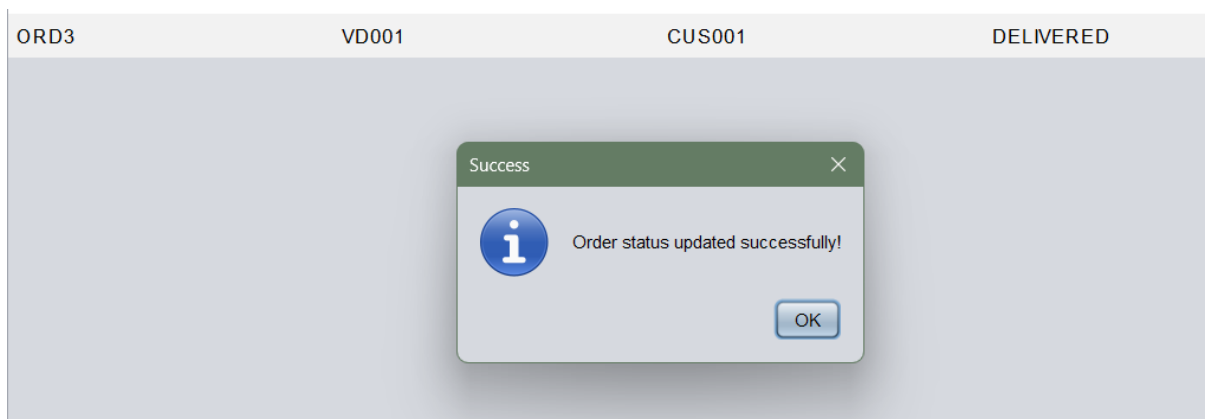 ORD3 VD001 CUS001 DELIVERED
Success
Order status updated successfully!
OK